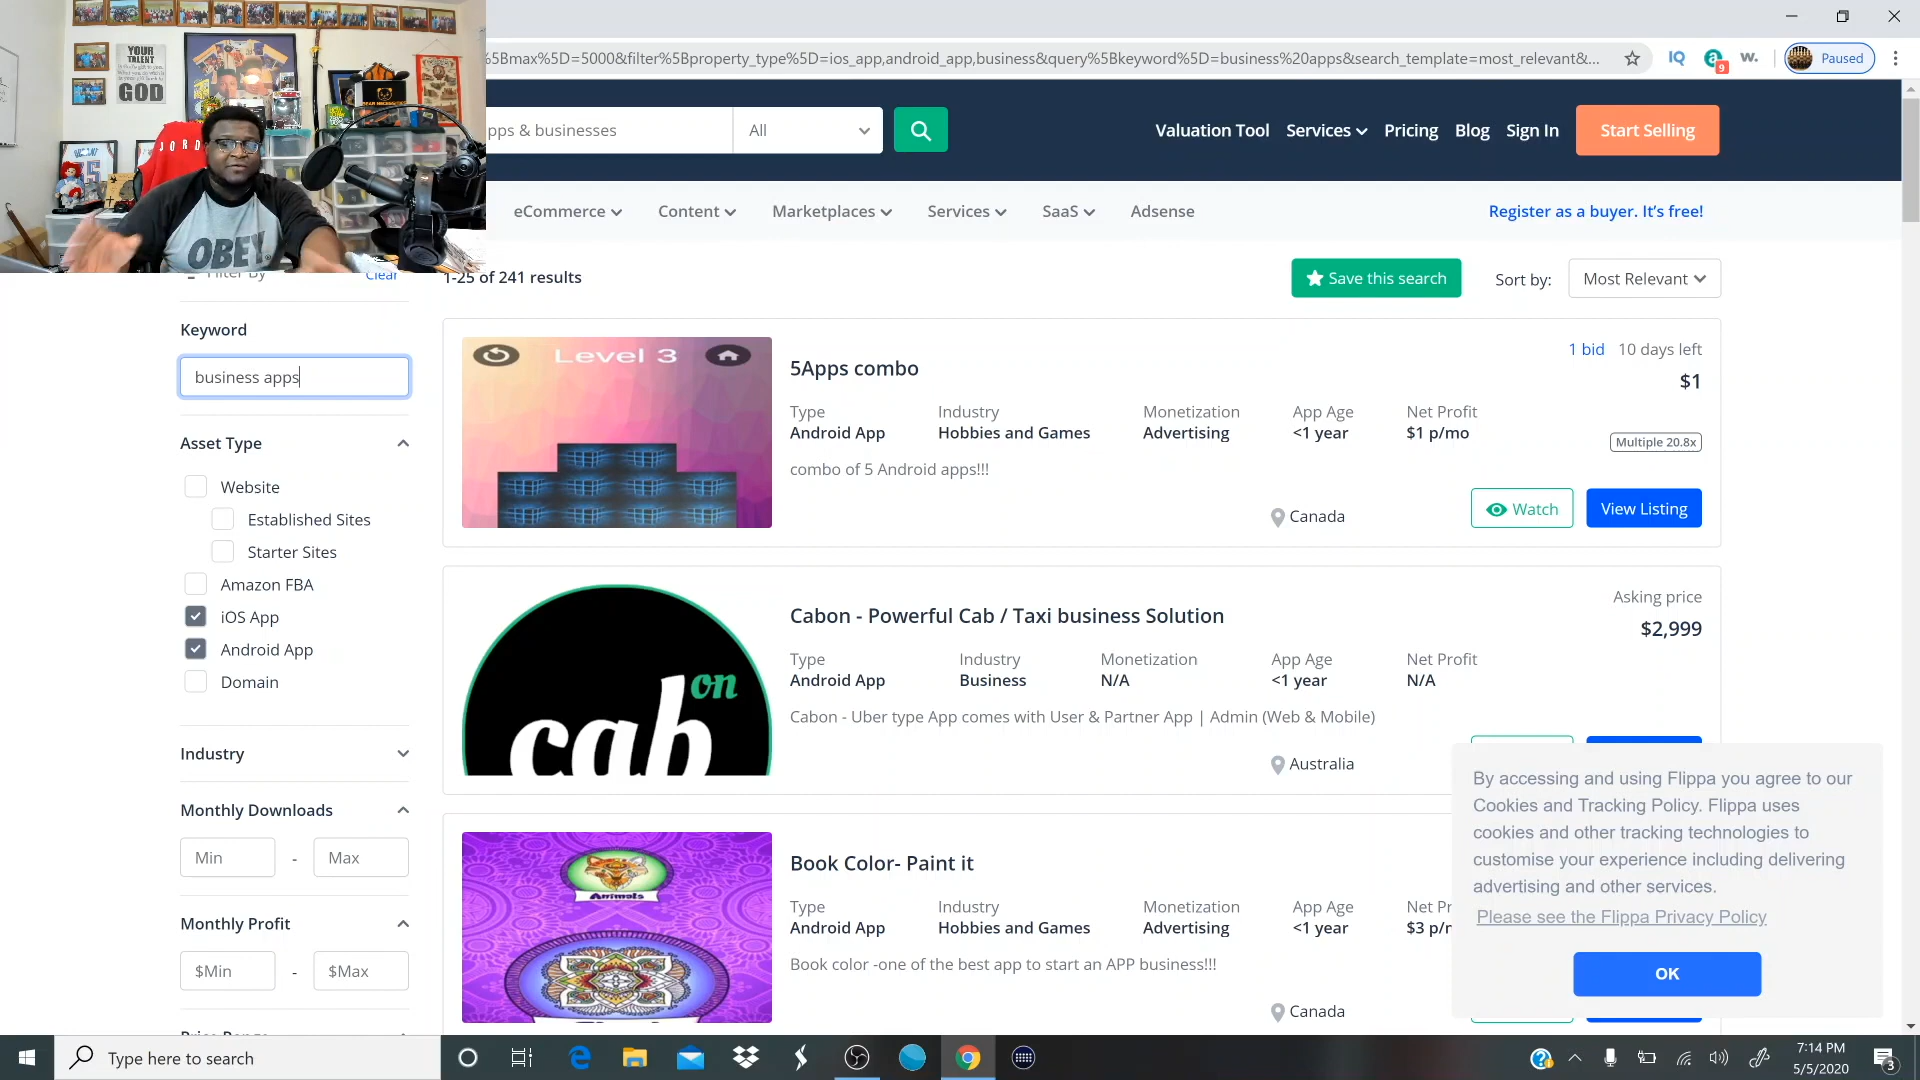 YOUR
TALENT
GOD
JORD
OBEY
%5Bmax%5D=5000&filter%5Bproperty_type%5D=ios_app,android_app,business&query%5Bkeyword%5D=business%20apps&search_template=most_relevant&...
IQ
a 9
w.
Paused
pps & businesses
All
Valuation Tool
Services
Pricing
Blog
Sign In
Start Selling
eCommerce
Content
Marketplaces
Services
SaaS
Adsense
Register as a buyer. It's free!
Filter By
Clear
1-25 of 241 results
Save this search
Sort by:
Most Relevant
Keyword
business apps
Asset Type
Website
Established Sites
Starter Sites
Amazon FBA
iOS App
Android App
Domain
Industry
Monthly Downloads
Min - Max
Monthly Profit
$Min - $Max
Level 3
5Apps combo
1 bid 10 days left
$1
Type Industry Monetization App Age Net Profit
Android App Hobbies and Games Advertising <1 year $1 p/mo
Multiple 20.8x
combo of 5 Android apps!!!
Canada
Watch
View Listing
cab on
Cabon - Powerful Cab / Taxi business Solution
Asking price
$2,999
Type Industry Monetization App Age Net Profit
Android App Business N/A <1 year N/A
Cabon - Uber type App comes with User & Partner App | Admin (Web & Mobile)
Australia
Animals
Book Color- Paint it
Type Industry Monetization App Age Net Pr
Android App Hobbies and Games Advertising <1 year $3 p/r
Book color -one of the best app to start an APP business!!!
Canada
By accessing and using Flippa you agree to our
Cookies and Tracking Policy. Flippa uses
cookies and other tracking technologies to
customise your experience including delivering
advertising and other services.
Please see the Flippa Privacy Policy
OK
Type here to search
7:14 PM
5/5/2020
3